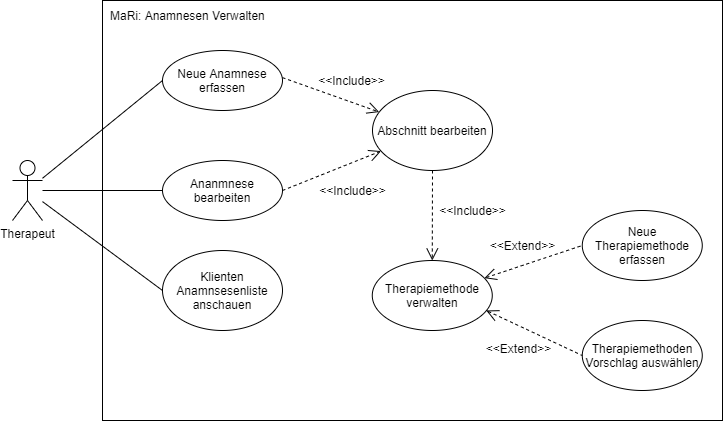 MaRi: Anamnesen Verwalten
Neue Anamnese
erfassen
<<Include>>
Abschnitt bearbeiten
Ananmnese
bearbeiten
<<Include>>
<<Include>>
Therapeut
Klienten
Anamnsesenliste
anschauen
Therapiemethode
verwalten
<<Extend>>
Neue
Therapiemethode
erfassen
<<Extend>>
Therapiemethoden
Vorschlag auswählen